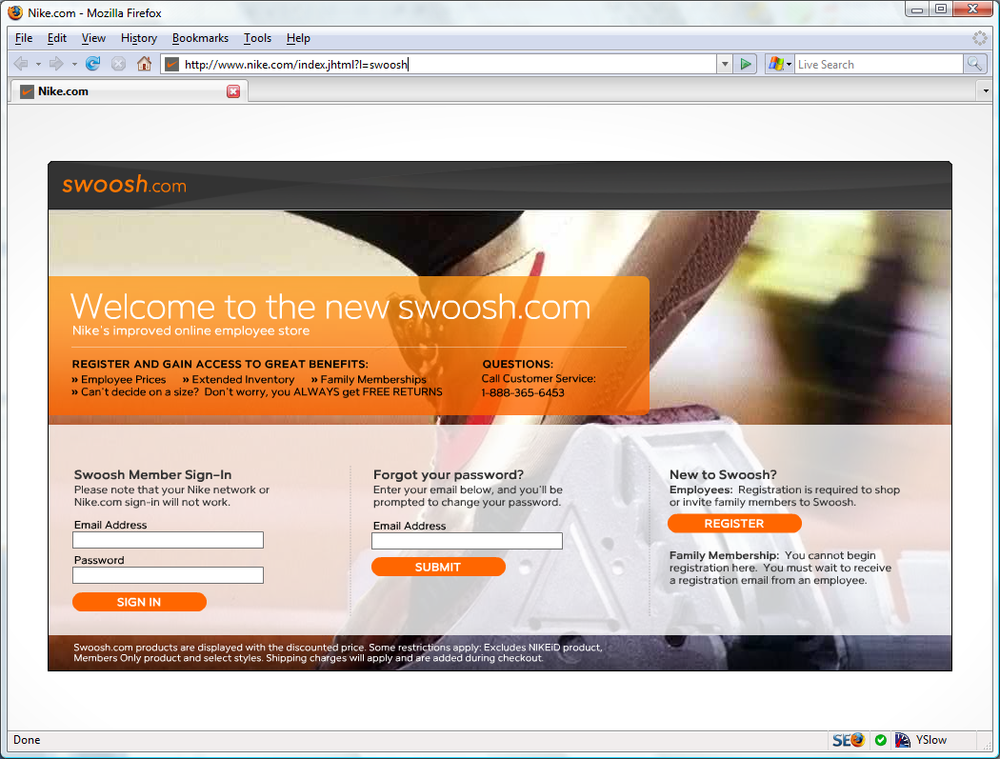 Nike.com - Mozilla Firefox
File Edit View History Bookmarks Tools Help
http://www.nike.com/index.jhtml?l=swoosh
Live Search
Nike.com
swoosh.com
Welcome to the new swoosh.com
Nike's improved online employee store
REGISTER AND GAIN ACCESS TO GREAT BENEFITS:
» Employee Prices » Extended Inventory » Family Memberships
» Can't decide on a size? Don't worry, you ALWAYS get FREE RETURNS
QUESTIONS:
Call Customer Service:
1-888-365-6453
Swoosh Member Sign-In
Please note that your Nike network or
Nike.com sign-in will not work.
Email Address
Password
SIGN IN
Forgot your password?
Enter your email below, and you'll be
prompted to change your password.
Email Address
SUBMIT
New to Swoosh?
Employees: Registration is required to shop
or invite family members to Swoosh.
REGISTER
Family Membership: You cannot begin
registration here. You must wait to receive
a registration email from an employee.
Swoosh.com products are displayed with the discounted price. Some restrictions apply: Excludes NIKEiD product,
Members Only product and select styles. Shipping charges will apply and are added during checkout.
Done
SEO
YSlow